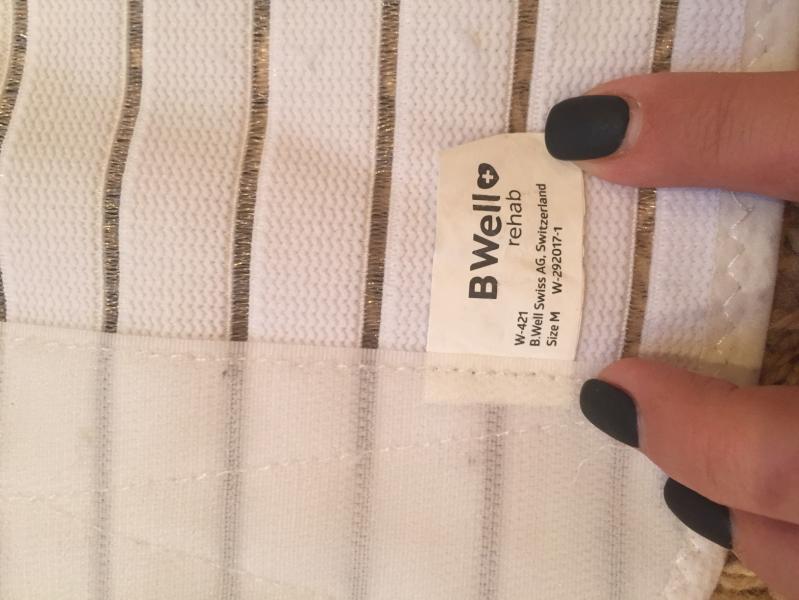 B Well
rehab
W-421
B.Well Swiss AG, Switzerland
Size M W-292017-1